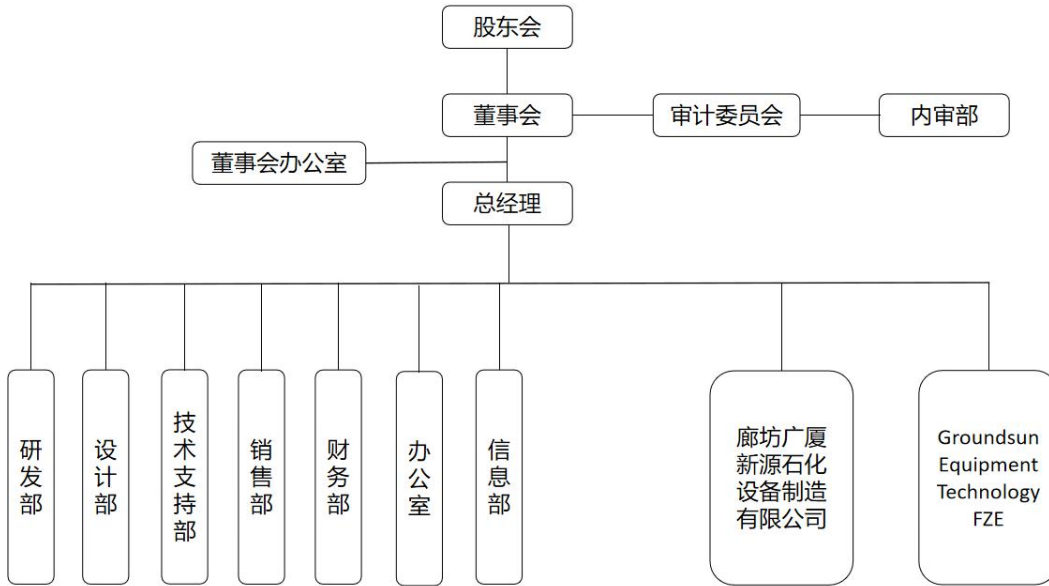 股东会
董事会
审计委员会
内审部
董事会办公室
总经理
研发部
设计部
技术支持部
销售部
财务部
办公室
信息部
廊坊广厦
新源石化
设备制造
有限公司
Groundsun
Equipment
Technology
FZE